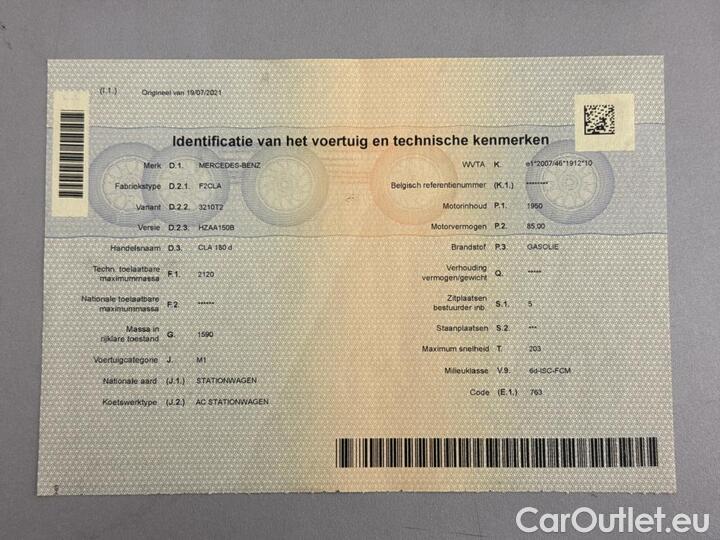 (I.1.) Origineel van 19/07/2021
Identificatie van het voertuig en technische kenmerken
Merk D.1. MERCEDES-BENZ
Fabriekstype D.2.1. F2CLA
Variant D.2.2. 3210T2
Versie D.2.3. HZAA150B
Handelsnaam D.3. CLA 180 d
Techn. toelaatbare
maximummassa F.1. 2120
Nationale toelaatbare
maximummassa F.2. ******
Massa in
rijklare toestand G. 1590
Voertuigcategorie J. M1
Nationale aard (J.1.) STATIONWAGEN
Koetswerktype (J.2.) AC STATIONWAGEN
WVTA K. e1*2007/46*1912*10
Belgisch referentienummer (K.1.) ********
Motorinhoud P.1. 1950
Motorvermogen P.2. 85,00
Brandstof P.3. GASOLIE
Verhouding
vermogen/gewicht Q. *****
Zitplaatsen
bestuurder inb. S.1. 5
Staanplaatsen S.2. ***
Maximum snelheid T. 203
Milieuklasse V.9. 6d-ISC-FCM
Code (E.1.) 763
CarOutlet.eu